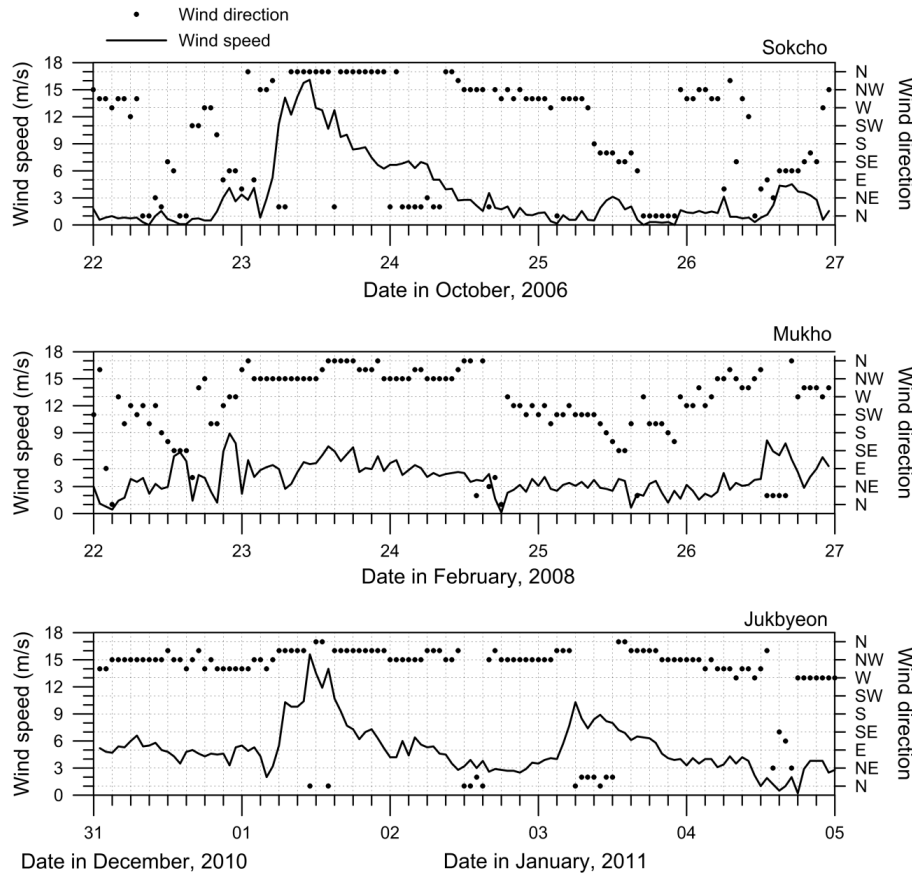 Wind direction
Wind speed
Sokcho
Wind speed (m/s)
18
15
12
9
6
3
0
N
NW
W
SW
S
SE
E
NE
N
Wind direction
22 23 24 25 26 27
Date in October, 2006
Mukho
Wind speed (m/s)
18
15
12
9
6
3
0
N
NW
W
SW
S
SE
E
NE
N
Wind direction
22 23 24 25 26 27
Date in February, 2008
Jukbyeon
Wind speed (m/s)
18
15
12
9
6
3
0
N
NW
W
SW
S
SE
E
NE
N
Wind direction
31 01 02 03 04 05
Date in December, 2010 Date in January, 2011